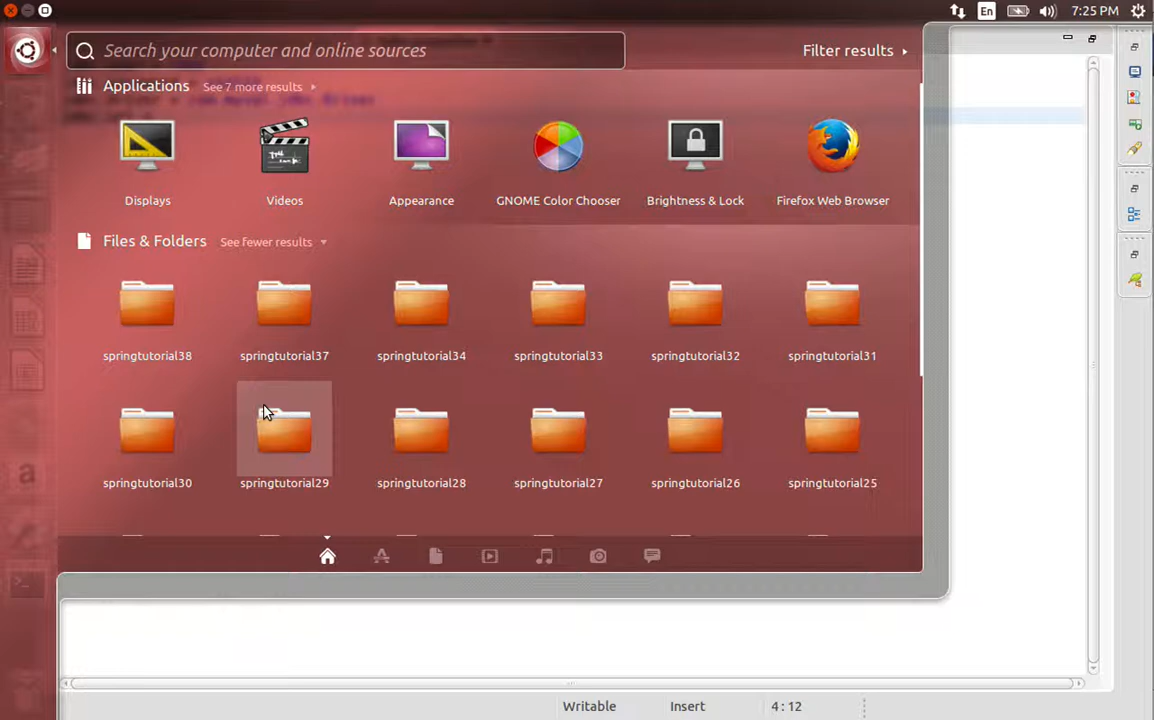 En 7:25 PM
Search your computer and online sources
Filter results
Applications See 7 more results
Displays Videos Appearance GNOME Color Chooser Brightness & Lock Firefox Web Browser
Files & Folders See fewer results
springtutorial38 springtutorial37 springtutorial34 springtutorial33 springtutorial32 springtutorial31
springtutorial30 springtutorial29 springtutorial28 springtutorial27 springtutorial26 springtutorial25
Writable Insert 4 : 12